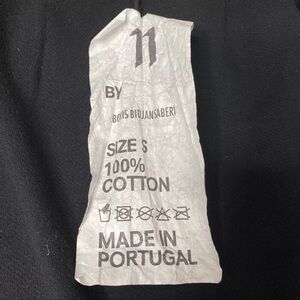 11
BY
BORIS BIDJAN SABERI
SIZE S
100%
COTTON
MADE IN
PORTUGAL